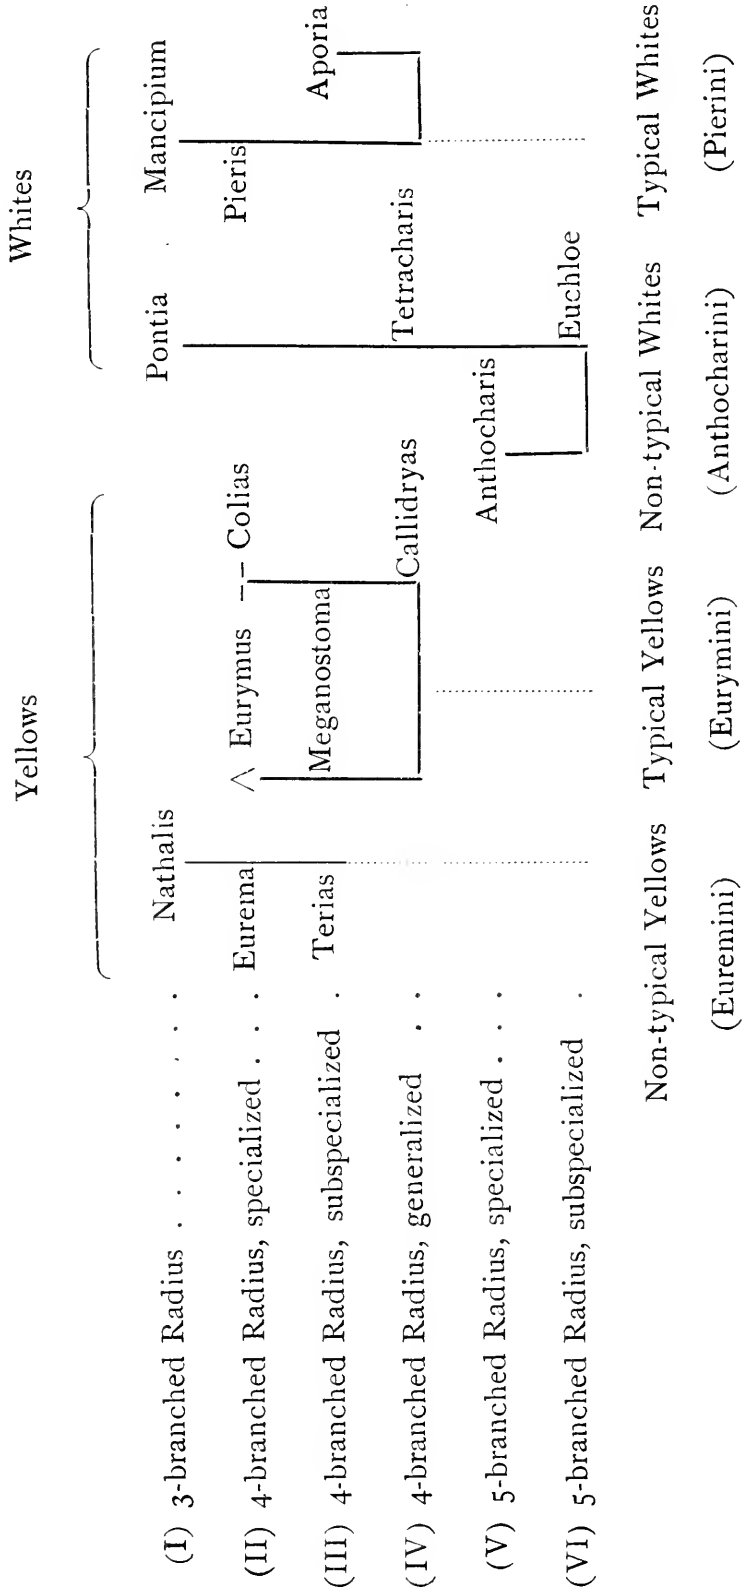 Yellows Whites
(I) 3-branched Radius . . . . . . . Nathalis Pontia Mancipium
(II) 4-branched Radius, specialized . . . Eurema Eurymus -- Colias Pieris
(III) 4-branched Radius, subspecialized . Terias Meganostoma Aporia
(IV) 4-branched Radius, generalized . . Callidryas Tetracharis
(V) 5-branched Radius, specialized . . . Anthocharis
(VI) 5-branched Radius, subspecialized . Euchloe
Non-typical Yellows Typical Yellows Non-typical Whites Typical Whites
(Euremini) (Eurymini) (Anthocharini) (Pierini)